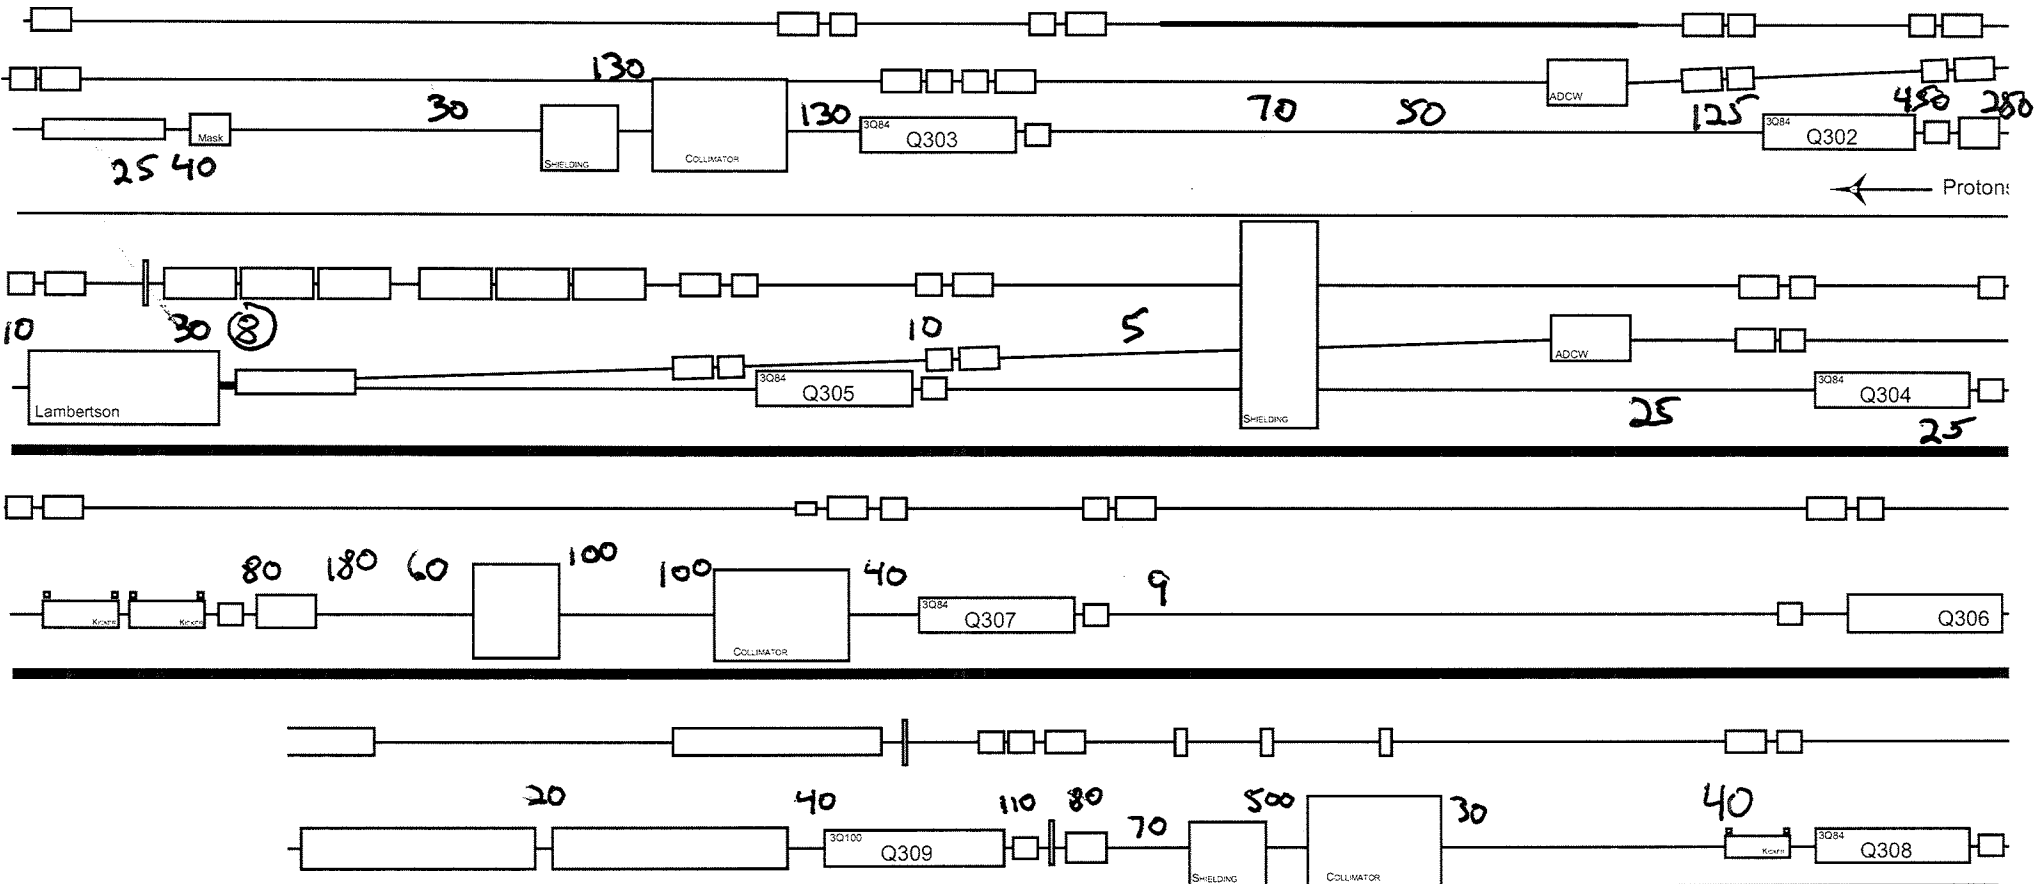 130
30
130
70 50
ADCW
125
450
280
Mask
SHIELDING
COLLIMATOR
3Q84
Q303
3Q84
Q302
25 40
Protons
10
30 8
10
5
ADCW
Lambertson
3Q84
Q305
SHIELDING
3Q84
Q304
25
25
80 180 60 100 100 40
9
Kicker
Kicker
COLLIMATOR
3Q84
Q307
Q306
20 40 110 80 70 500 30 40
3Q100
Q309
SHIELDING
COLLIMATOR
Kicker
3Q84
Q308